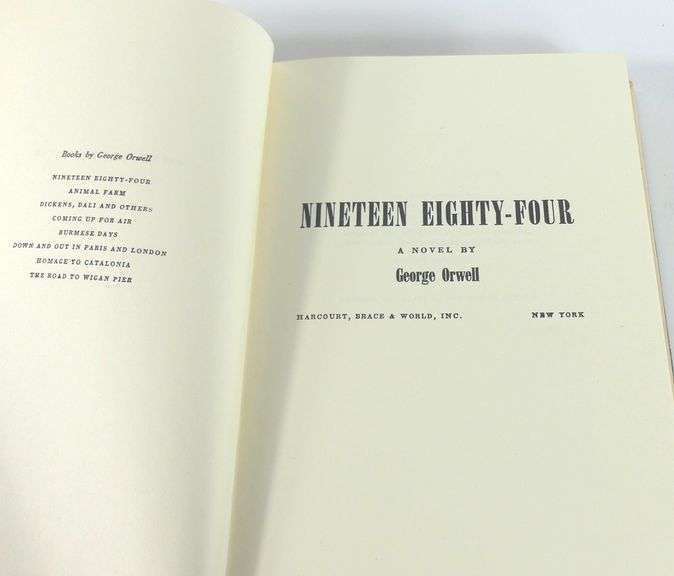 Books by George Orwell
NINETEEN EIGHTY-FOUR
ANIMAL FARM
DICKENS, DALI AND OTHERS
COMING UP FOR AIR
BURMESE DAYS
DOWN AND OUT IN PARIS AND LONDON
HOMAGE TO CATALONIA
THE ROAD TO WIGAN PIER
NINETEEN EIGHTY-FOUR
A NOVEL BY
George Orwell
HARCOURT, BRACE & WORLD, INC. NEW YORK